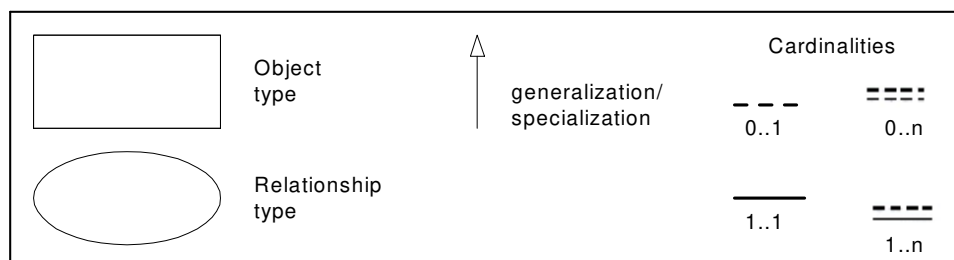 Object
type
generalization/
specialization
Cardinalities
0..1
0..n
Relationship
type
1..1
1..n